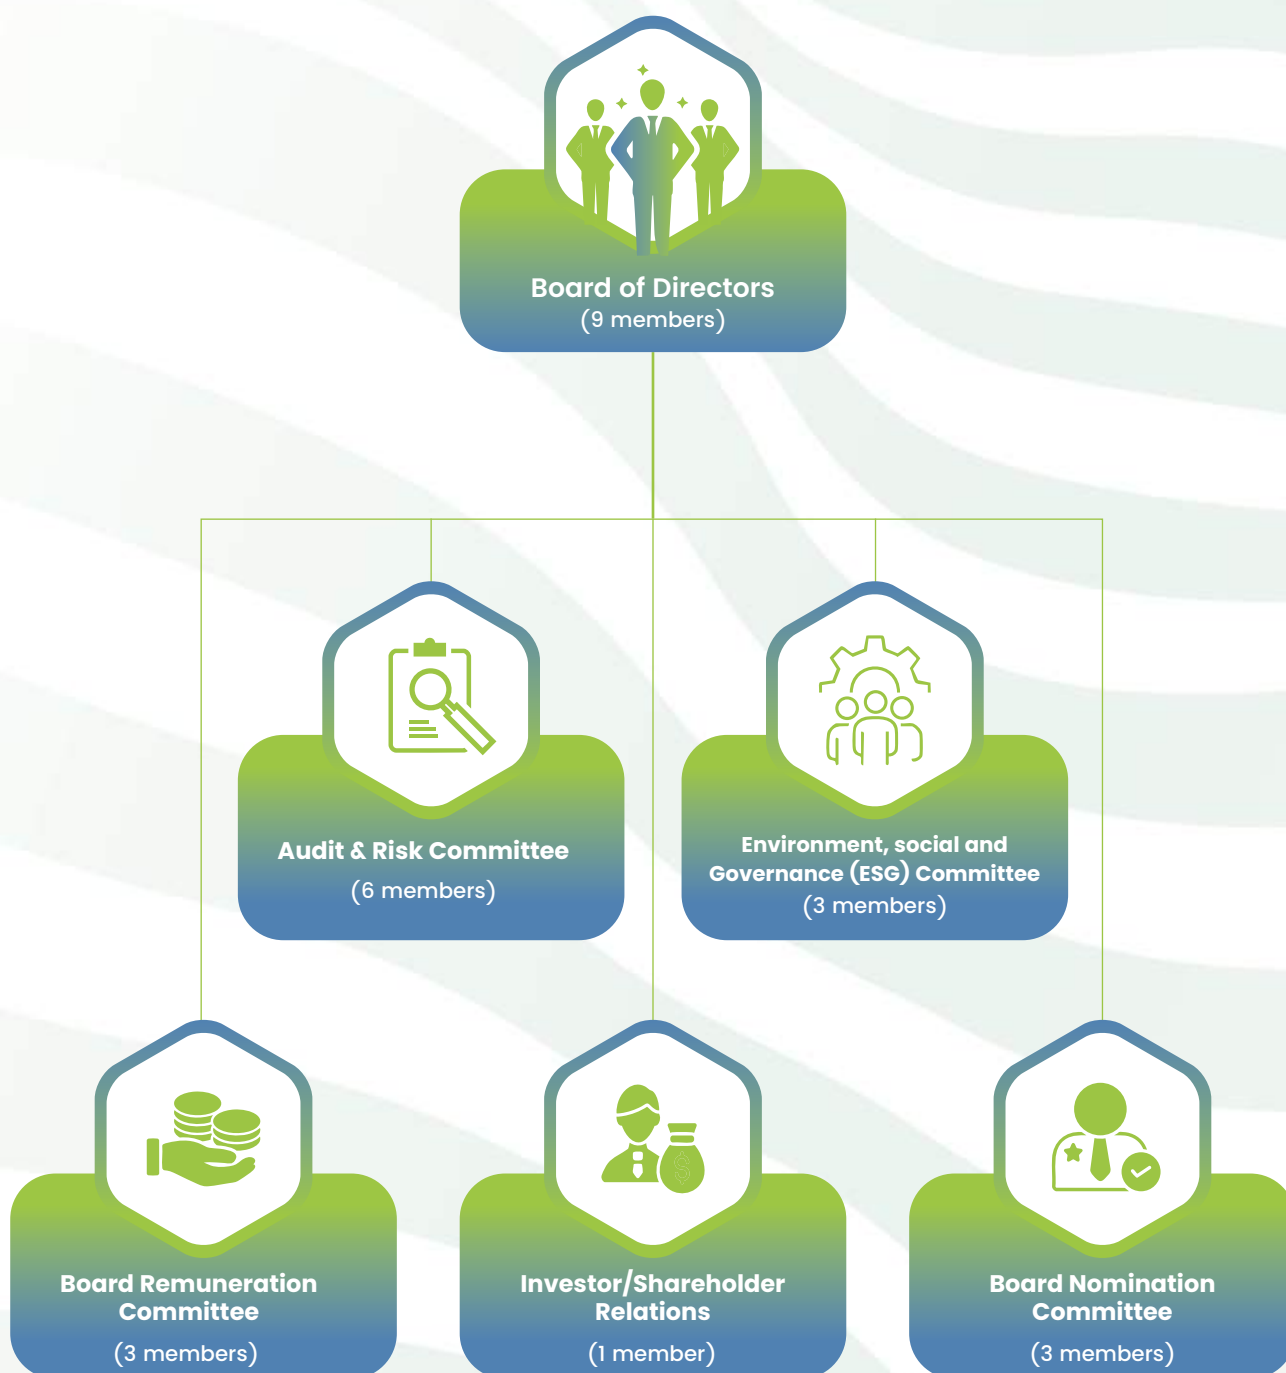 Board of Directors
(9 members)
Audit & Risk Committee
(6 members)
Environment, social and
Governance (ESG) Committee
(3 members)
Board Remuneration
Committee
(3 members)
Investor/Shareholder
Relations
(1 member)
Board Nomination
Committee
(3 members)